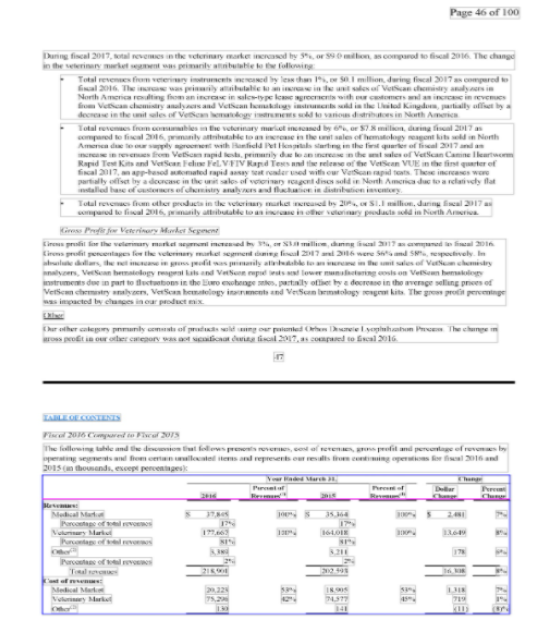 Page 46 of 100
During fiscal 2017, total revenues in the veterinary market increased by 5%, or $9.0 million, as compared to fiscal 2016. The change
in the veterinary market segment was primarily attributable to the following:
• Total revenues from veterinary instruments increased by less than 1%, or $0.1 million, during fiscal 2017 as compared to
fiscal 2016. The increase was primarily attributable to an increase in the unit sales of VetScan chemistry analyzers in
North America resulting from an increase in sales-type lease agreements with our customers and an increase in revenues
from VetScan chemistry analyzers and VetScan hematology instruments sold in the United Kingdom, partially offset by a
decrease in the unit sales of VetScan hematology instruments sold to various distributors in North America.
• Total revenues from consumables in the veterinary market increased by 6%, or $7.8 million, during fiscal 2017 as
compared to fiscal 2016, primarily attributable to an increase in the unit sales of hematology reagent kits sold in North
America due to our supply agreement with Banfield Pet Hospitals starting in the first quarter of fiscal 2017 and an
increase in revenues from VetScan rapid tests, primarily due to an increase in the unit sales of VetScan Canine Heartworm
Rapid Test Kits and VetScan Feline FeLV/FIV Rapid Tests and the release of the VetScan VUE in the first quarter of
fiscal 2017, an app-based automated rapid assay test reader used with our VetScan rapid tests. These increases were
partially offset by a decrease in the unit sales of veterinary reagent discs sold in North America due to a relatively flat
installed base of customers of chemistry analyzers and fluctuation in distribution inventory.
• Total revenues from other products in the veterinary market increased by 20%, or $1.1 million, during fiscal 2017 as
compared to fiscal 2016, primarily attributable to an increase in other veterinary products sold in North America.
Gross Profit for Veterinary Market Segment
Gross profit for the veterinary market segment increased by 3%, or $3.0 million, during fiscal 2017 as compared to fiscal 2016.
Gross profit percentages for the veterinary market segment during fiscal 2017 and 2016 were 56% and 58%, respectively. In
absolute dollars, the net increase in gross profit was primarily attributable to an increase in the unit sales of VetScan chemistry
analyzers, VetScan hematology reagent kits and VetScan rapid tests and lower manufacturing costs on VetScan hematology
instruments due in part to fluctuations in the Euro exchange rates, partially offset by a decrease in the average selling prices of
VetScan chemistry analyzers, VetScan hematology instruments and VetScan hematology reagent kits. The gross profit percentage
was impacted by changes in our product mix.
Other
Our other category primarily consists of products sold using our patented Orbos Discrete Lyophilization Process. The change in
gross profit in our other category was not significant during fiscal 2017, as compared to fiscal 2016.
47
TABLE OF CONTENTS
Fiscal 2016 Compared to Fiscal 2015
The following table and the discussion that follows presents revenues, cost of revenues, gross profit and percentage of revenues by
operating segments and from certain unallocated items and represents our results from continuing operations for fiscal 2016 and
2015 (in thousands, except percentages):
Year Ended March 31, Change
2016 Percent of Revenues 2015 Percent of Revenues Dollar Change Percent Change
Revenues:
Medical Market $ 37,845 100% $ 35,364 100% $ 2,481 7%
Percentage of total revenues 17% 17%
Veterinary Market 177,667 100% 164,018 100% 13,649 8%
Percentage of total revenues 81% 81%
Other 5,211 178
Percentage of total revenues 2% 2%
Total revenues 8%
Cost of revenues:
Medical Market 20,223 53% 18,905 53% 1,318 7%
Veterinary Market 42% 45% 719 1%
Other 130 141 (11) (8)%